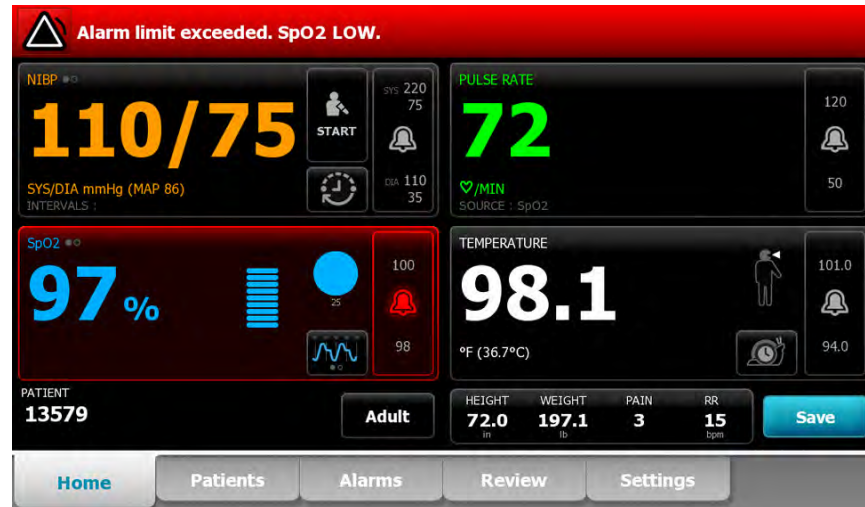 Alarm limit exceeded. SpO2 LOW.
NIBP
110/75
SYS/DIA mmHg (MAP 86)
INTERVALS :
START
SYS 220
75
DIA 110
35
PULSE RATE
72
/MIN
SOURCE : SpO2
120
50
SpO2
97%
25
100
98
TEMPERATURE
98.1
°F (36.7°C)
101.0
94.0
PATIENT
13579
Adult
HEIGHT WEIGHT PAIN RR
72.0 197.1 3 15
in lb bpm
Save
Home Patients Alarms Review Settings